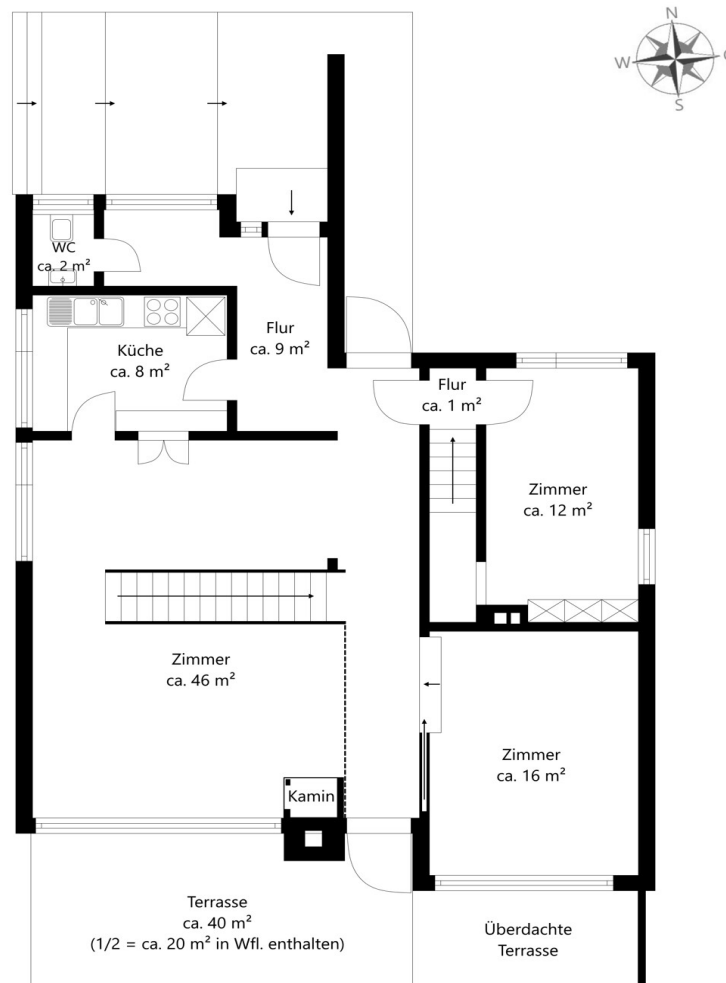 N
W
O
S
WC
ca. 2 m²
Küche
ca. 8 m²
Flur
ca. 9 m²
Flur
ca. 1 m²
Zimmer
ca. 12 m²
Zimmer
ca. 46 m²
Kamin
Zimmer
ca. 16 m²
Terrasse
ca. 40 m²
(1/2 = ca. 20 m² in Wfl. enthalten)
Überdachte
Terrasse